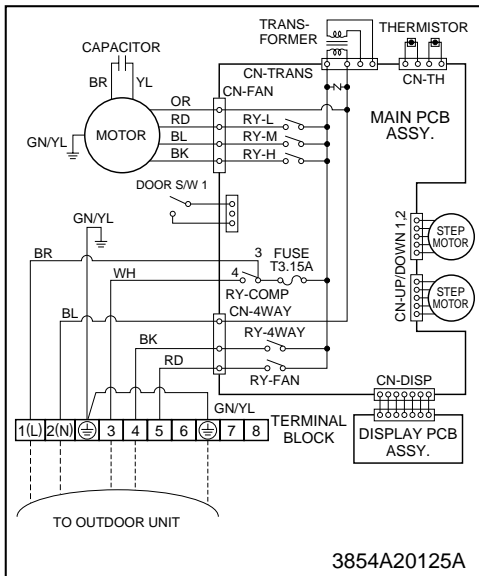 TRANS-
FORMER
THERMISTOR
CAPACITOR
BR YL
CN-TRANS
CN-TH
CN-FAN
Z
MAIN PCB
ASSY.
OR
RD RY-L
MOTOR
GN/YL
BL RY-M
BK RY-H
DOOR S/W 1
GN/YL
CN-UP/DOWN 1,2
STEP
MOTOR
STEP
MOTOR
BR
3 FUSE
T3.15A
WH
4
RY-COMP
CN-4WAY
BL
RY-4WAY
BK
RD
RY-FAN
CN-DISP
GN/YL
1(L) 2(N) 3 4 5 6 7 8
TERMINAL
BLOCK
DISPLAY PCB
ASSY.
TO OUTDOOR UNIT
3854A20125A